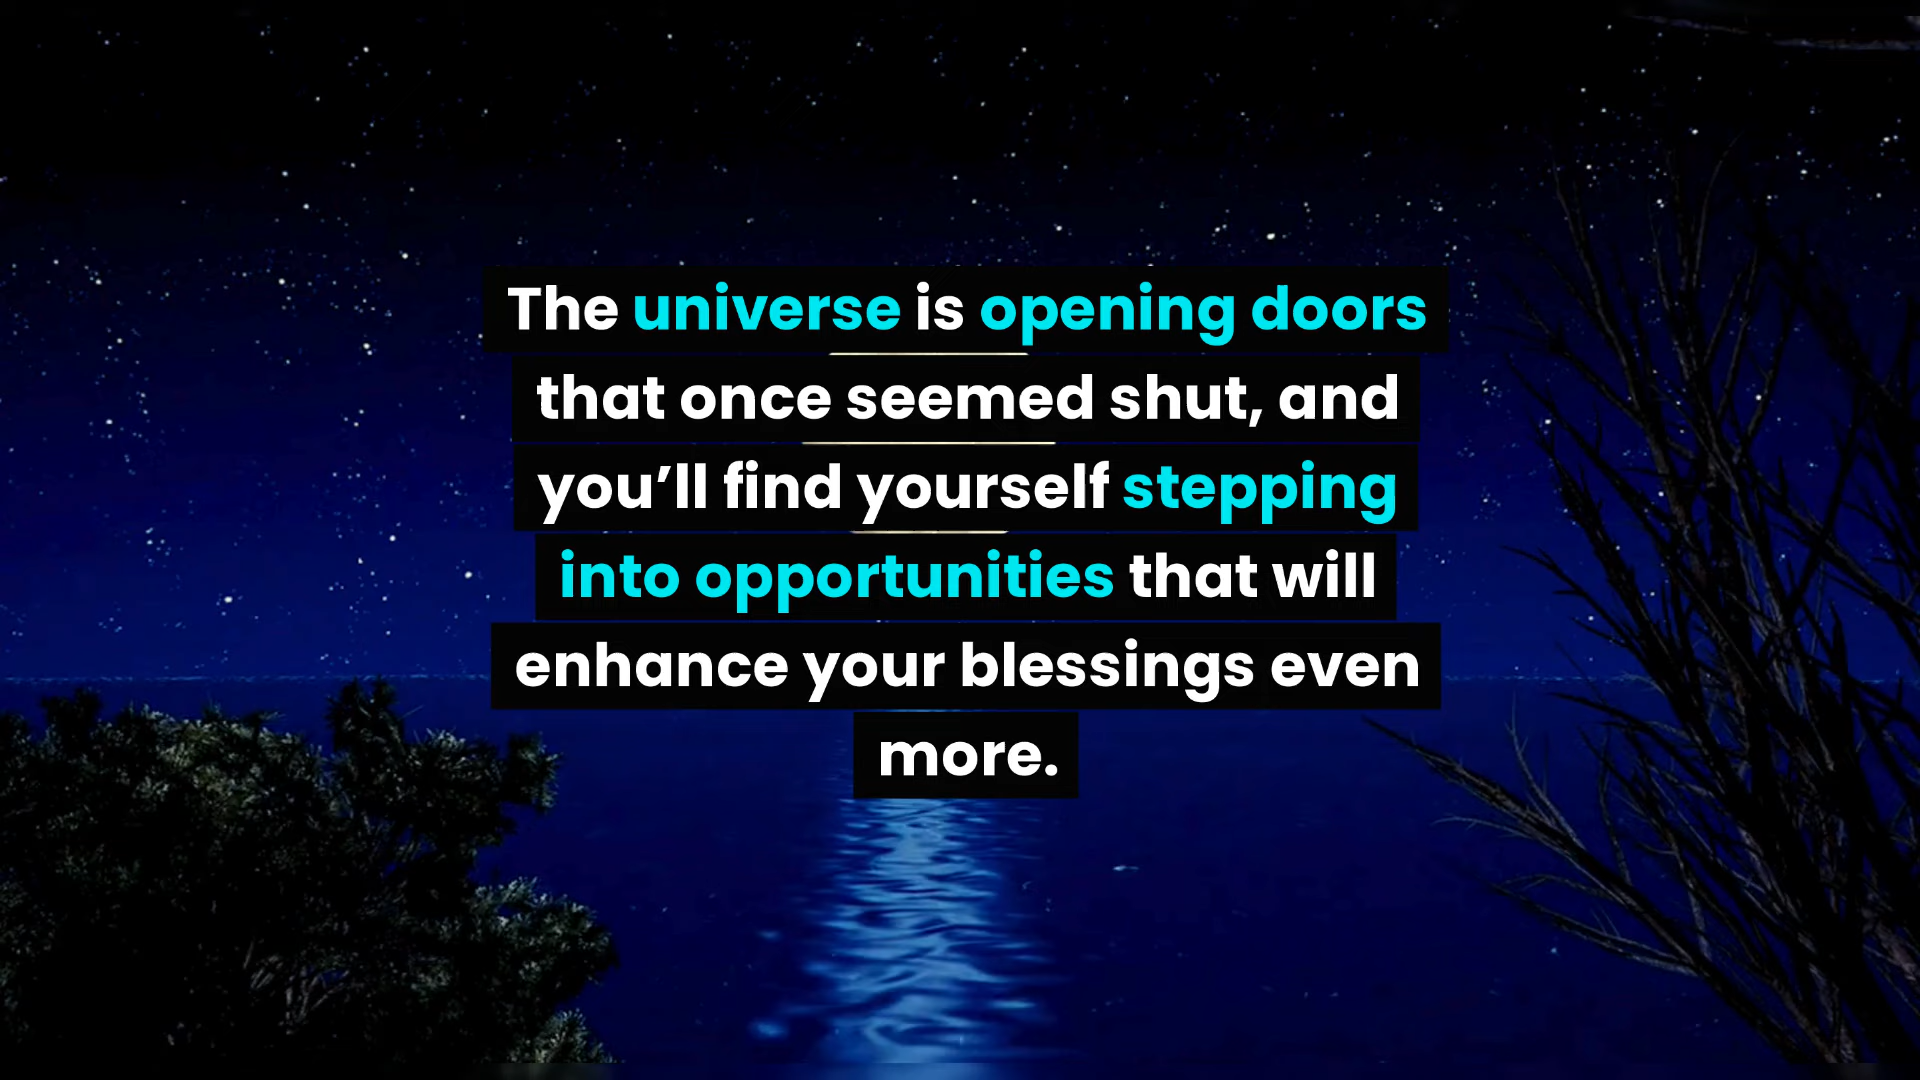 The universe is opening doors
that once seemed shut, and
you’ll find yourself stepping
into opportunities that will
enhance your blessings even
more.